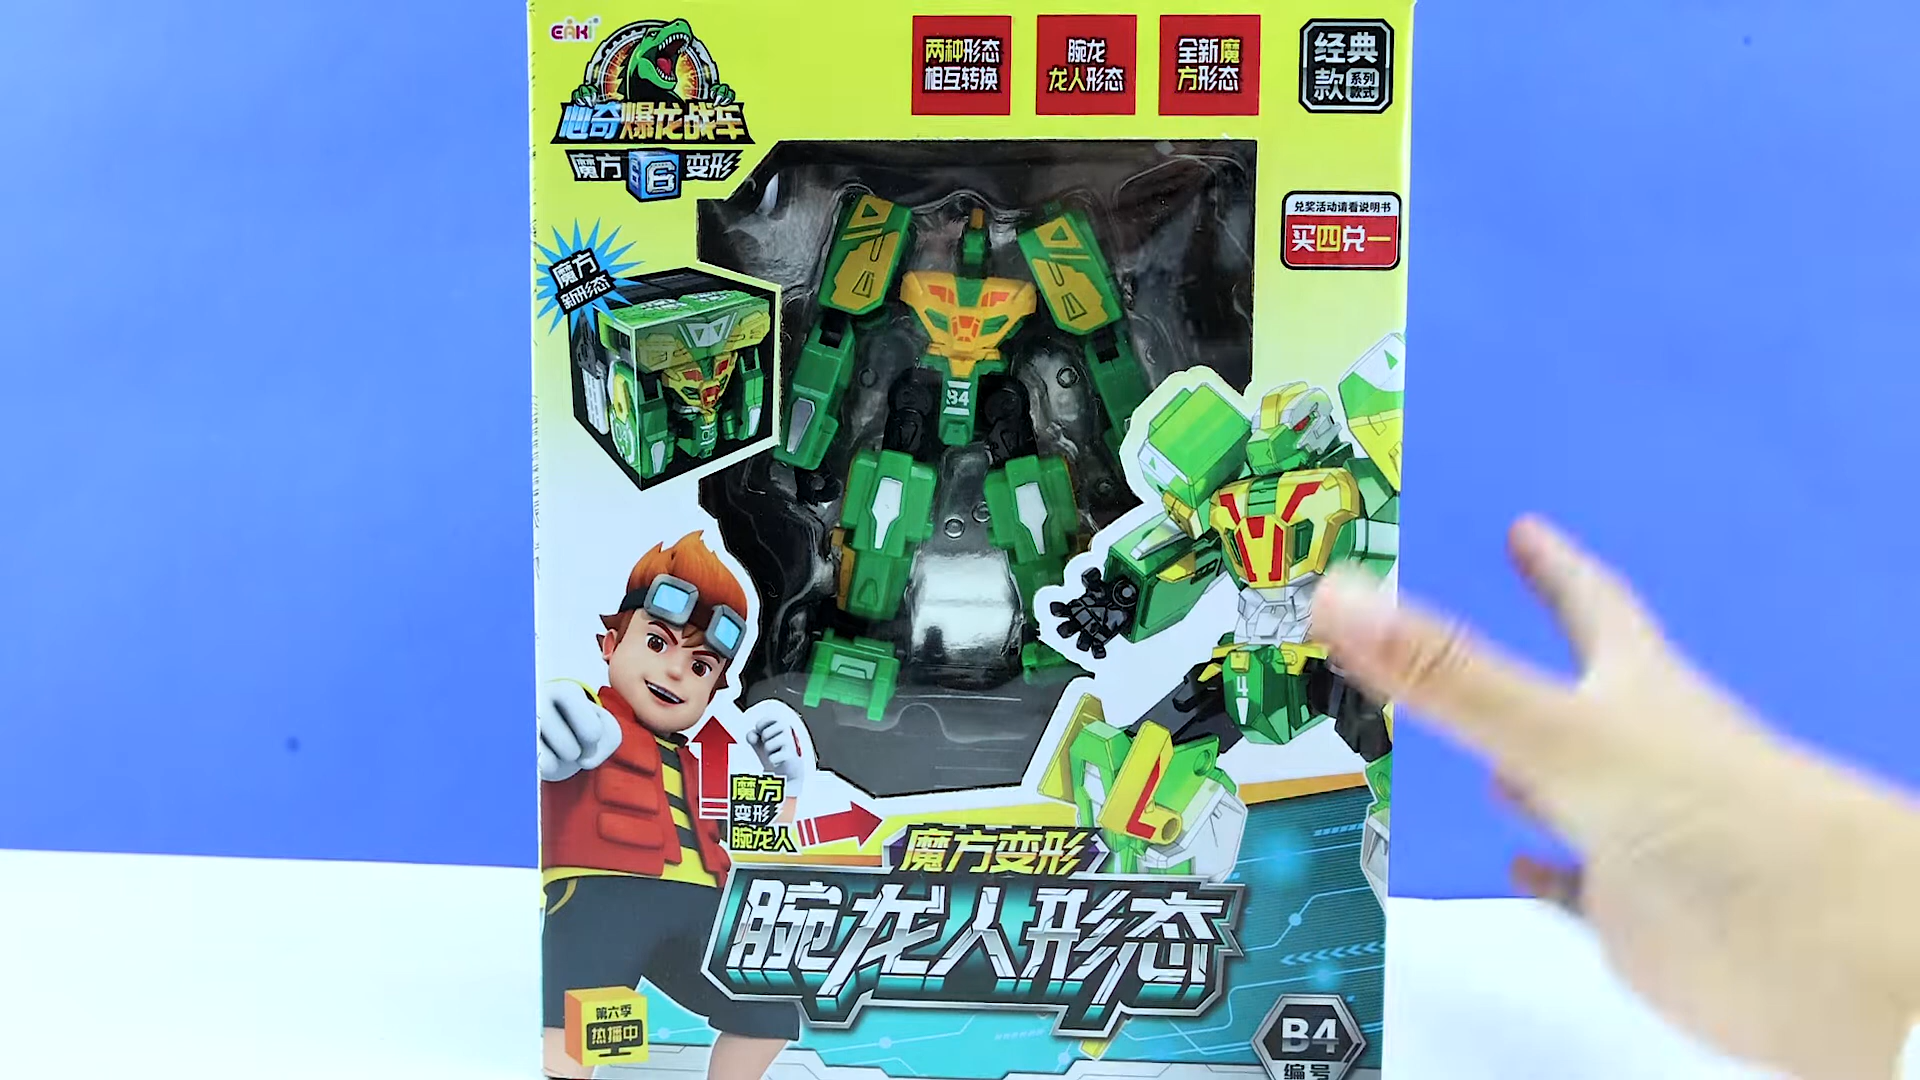 EAKI
心奇爆龙战车
魔方 6 变形
两种形态
相互转换
腕龙
龙人形态
全新魔
方形态
经典
款 系列
款式
兑奖活动请看说明书
买四兑一
魔方
新形态
B4
4
魔方
变形
腕龙人
魔方变形
腕龙人形态
第六季
热播中
B4
编号